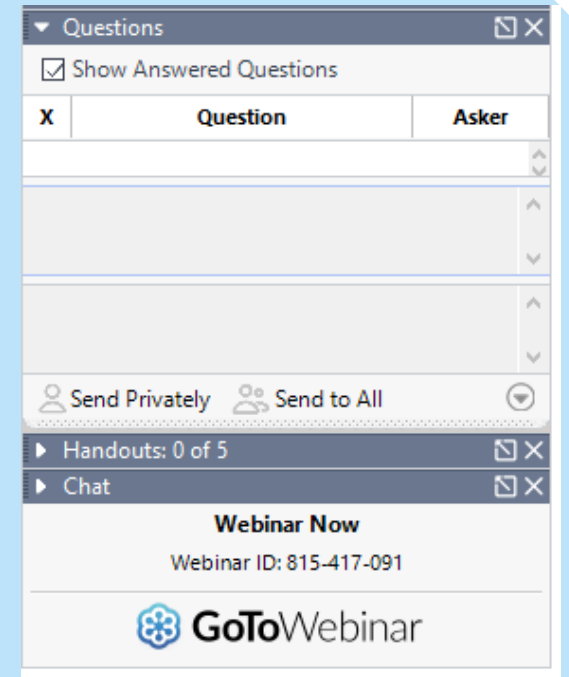 Questions
Show Answered Questions
X Question Asker
Send Privately Send to All
Handouts: 0 of 5
Chat
Webinar Now
Webinar ID: 815-417-091
GoToWebinar